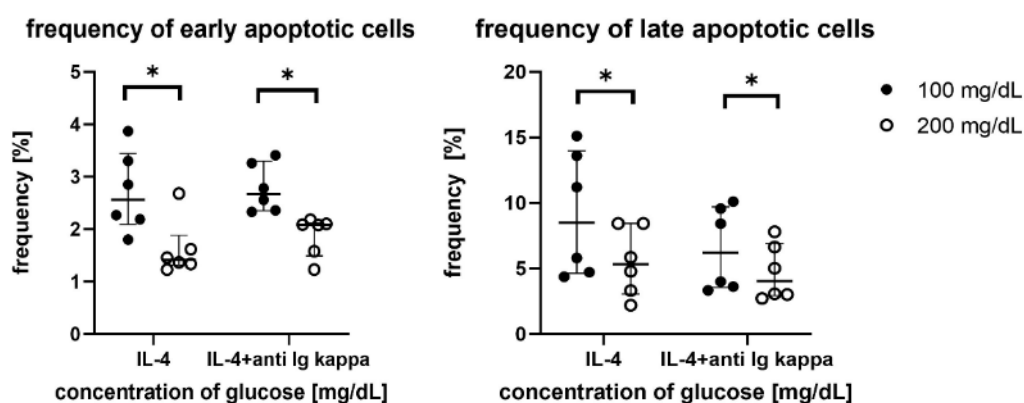 frequency of early apoptotic cells
5
4
3
2
1
0
frequency [%]
*
*
IL-4
IL-4+anti Ig kappa
concentration of glucose [mg/dL]
frequency of late apoptotic cells
20
15
10
5
0
frequency [%]
*
*
IL-4
IL-4+anti Ig kappa
concentration of glucose [mg/dL]
100 mg/dL
200 mg/dL